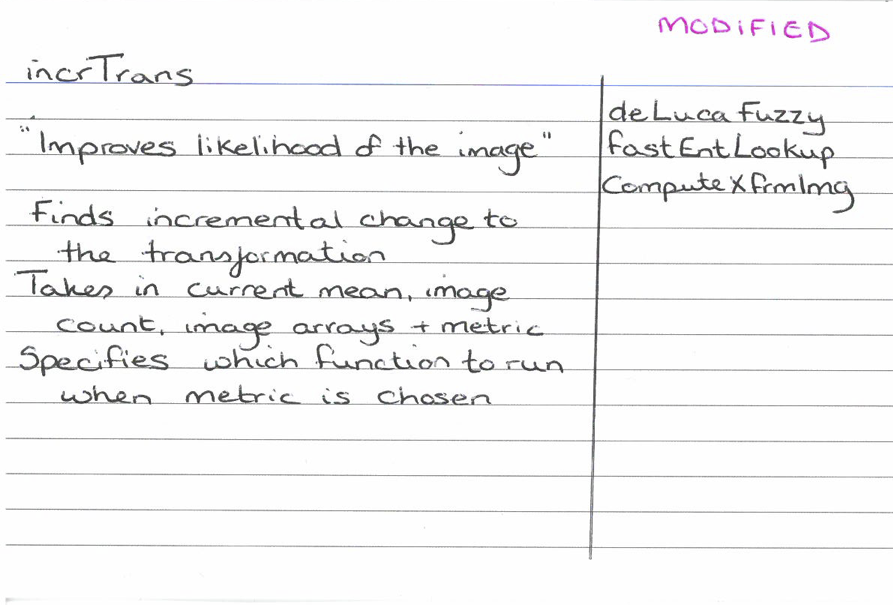 MODIFIED
incrTrans
"Improves likelihood of the image"
Finds incremental change to
the transformation
Takes in current mean, image
count, image arrays + metric
Specifies which function to run
when metric is chosen
deLucaFuzzy
fastEntLookup
ComputeXfrmImg